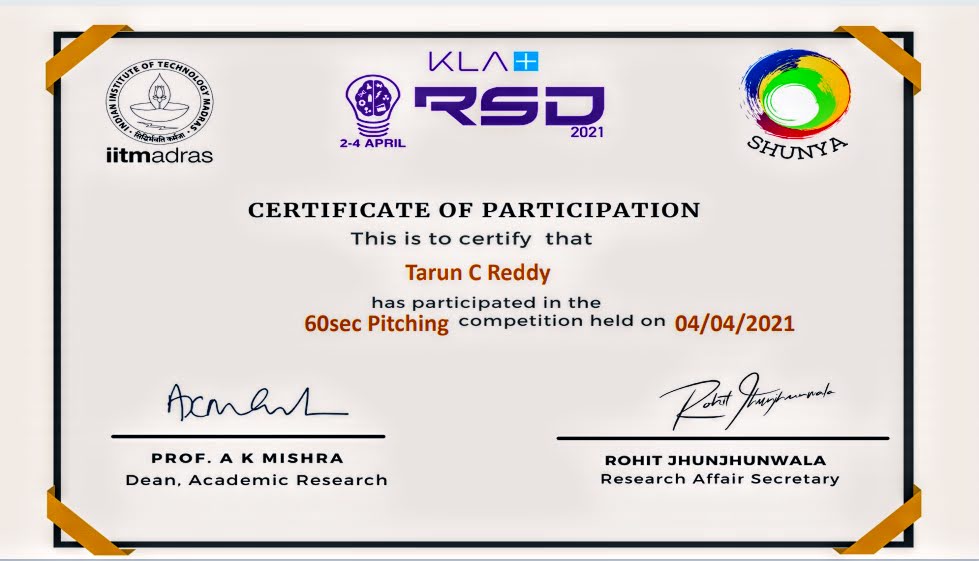 INDIAN INSTITUTE OF TECHNOLOGY MADRAS
सिद्धिर्भवति कर्मजा
iitmadras
KLA
RSD
2021
2-4 APRIL
SHUNYA
CERTIFICATE OF PARTICIPATION
This is to certify that
Tarun C Reddy
has participated in the
60sec Pitching competition held on 04/04/2021
Rohit Jhunjhunwala
PROF. A K MISHRA
Dean, Academic Research
ROHIT JHUNJHUNWALA
Research Affair Secretary